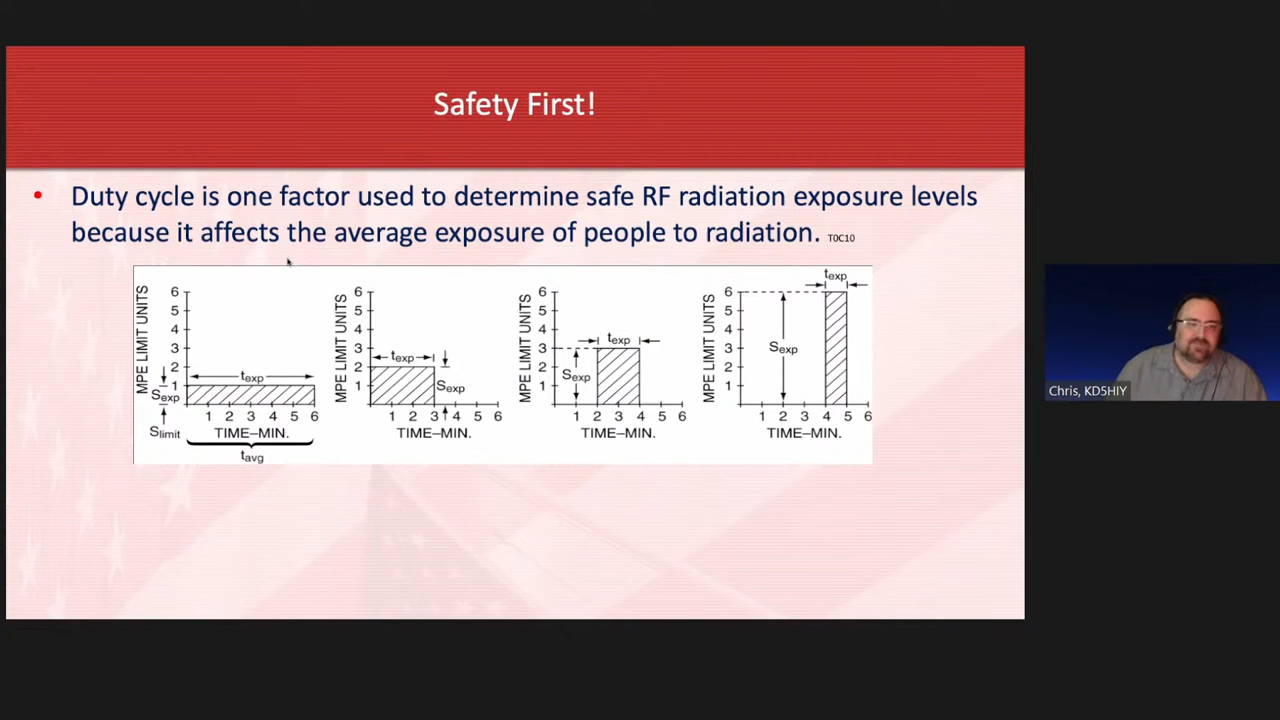 Safety First!
• Duty cycle is one factor used to determine safe RF radiation exposure levels
because it affects the average exposure of people to radiation. T0C10
MPE LIMIT UNITS
6
5
4
3
2
1
texp
Sexp
Slimit
1 2 3 4 5 6
TIME–MIN.
tavg
MPE LIMIT UNITS
6
5
4
3
2
1
texp
Sexp
1 2 3 4 5 6
TIME–MIN.
MPE LIMIT UNITS
6
5
4
3
2
1
texp
Sexp
1 2 3 4 5 6
TIME–MIN.
MPE LIMIT UNITS
6
5
4
3
2
1
texp
Sexp
1 2 3 4 5 6
TIME–MIN.
Chris, KD5HIY